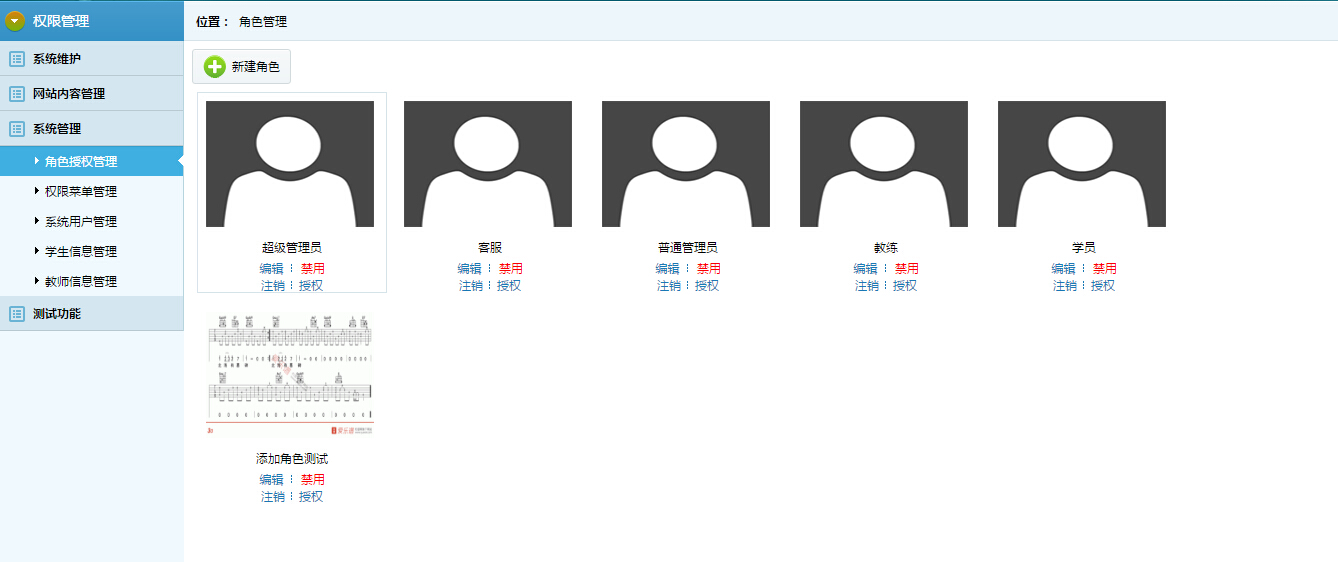 权限管理
系统维护
网站内容管理
系统管理
角色授权管理
权限菜单管理
系统用户管理
学生信息管理
教师信息管理
测试功能
位置： 角色管理
新建角色
超级管理员
编辑 ⋮ 禁用
注销 ⋮ 授权
客服
编辑 ⋮ 禁用
注销 ⋮ 授权
普通管理员
编辑 ⋮ 禁用
注销 ⋮ 授权
教练
编辑 ⋮ 禁用
注销 ⋮ 授权
学员
编辑 ⋮ 禁用
注销 ⋮ 授权
添加角色测试
编辑 ⋮ 禁用
注销 ⋮ 授权